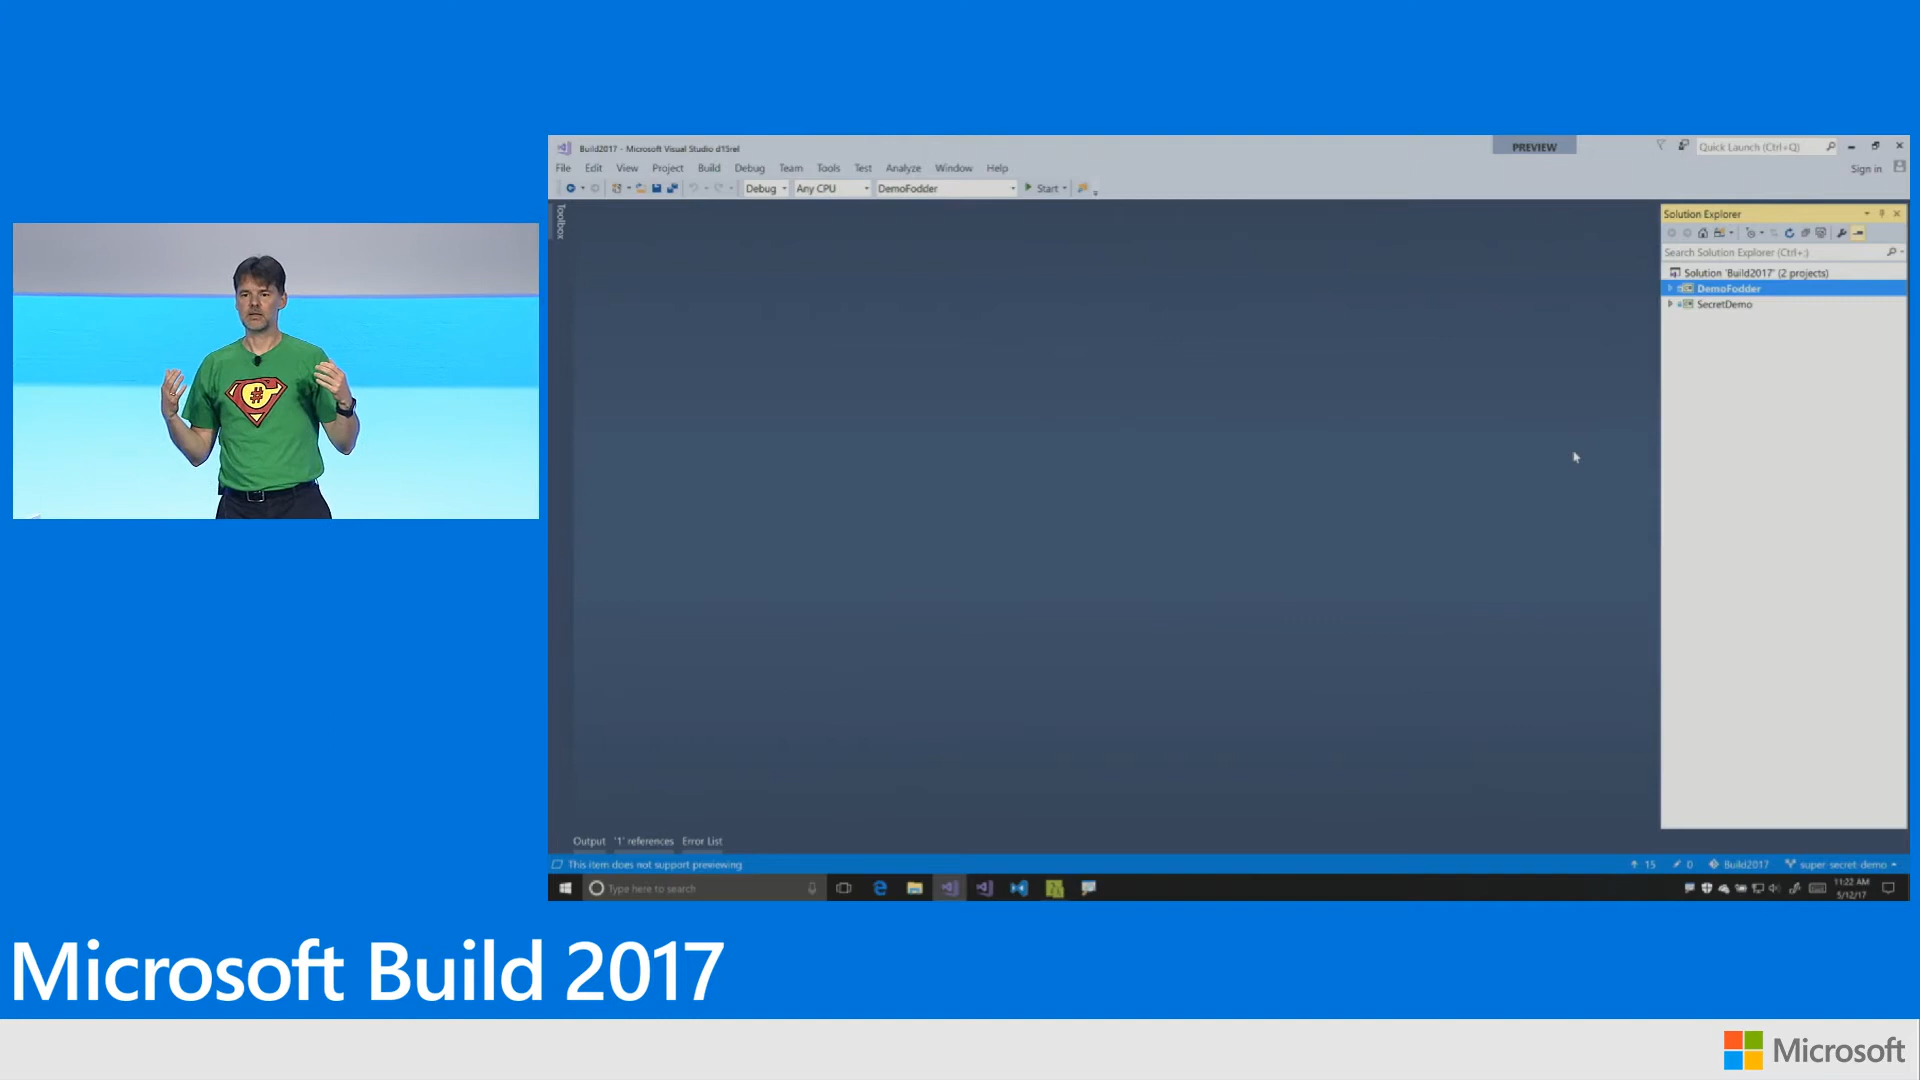 Build2017 - Microsoft Visual Studio d15rel
PREVIEW
Quick Launch (Ctrl+Q)
File Edit View Project Build Debug Team Tools Test Analyze Window Help
Sign in
Debug Any CPU DemoFodder Start
Toolbox
Solution Explorer
Search Solution Explorer (Ctrl+;)
Solution 'Build2017' (2 projects)
DemoFodder
SecretDemo
#
Output '1' references Error List
This item does not support previewing
15 0 Build2017 super-secret-demo
Type here to search
11:22 AM
5/12/17
Microsoft Build 2017
Microsoft